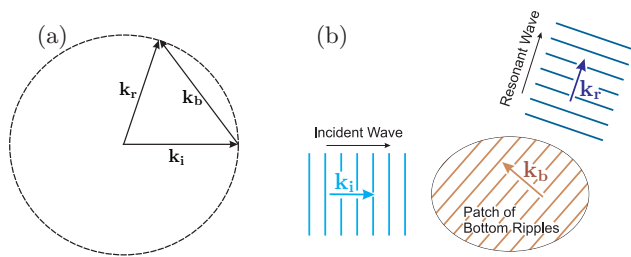 (a)
k_r
k_b
k_i
(b)
Incident Wave
k_i
Resonant Wave
k_r
k_b
Patch of
Bottom Ripples